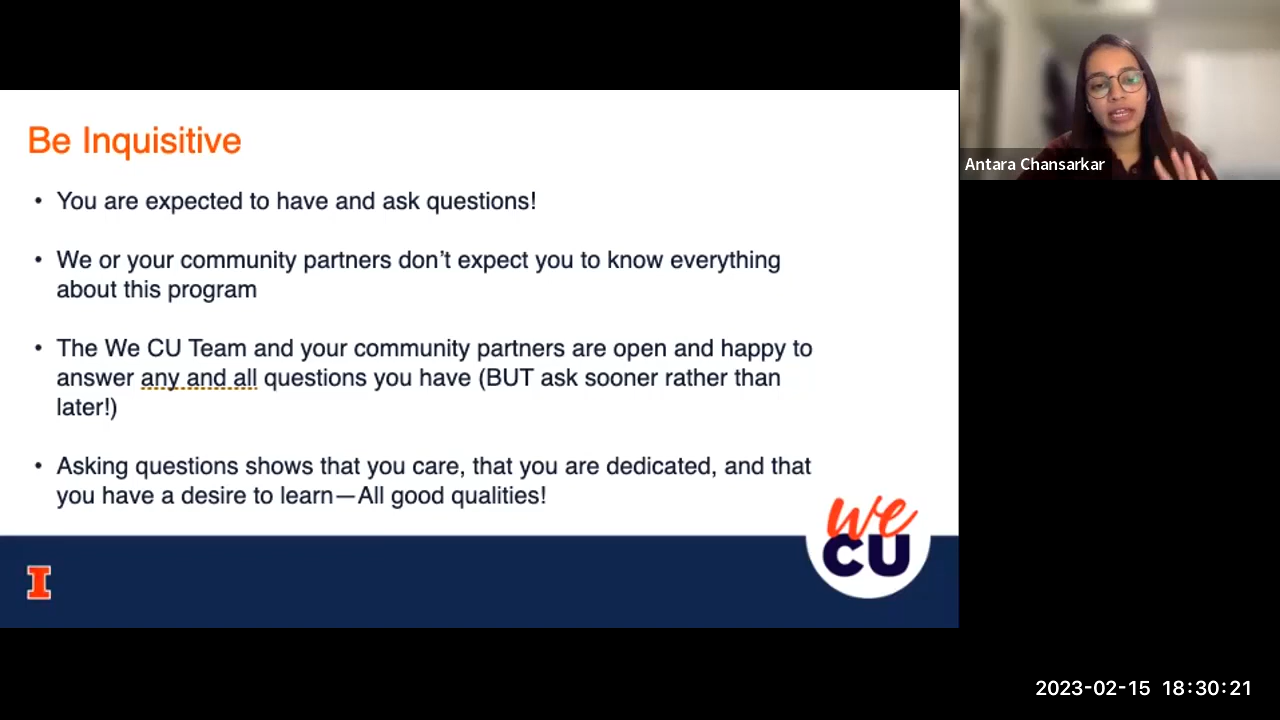 Be Inquisitive
• You are expected to have and ask questions!
• We or your community partners don’t expect you to know everything
about this program
• The We CU Team and your community partners are open and happy to
answer any and all questions you have (BUT ask sooner rather than
later!)
• Asking questions shows that you care, that you are dedicated, and that
you have a desire to learn—All good qualities!
we
CU
I
Antara Chansarkar
2023-02-15 18:30:21